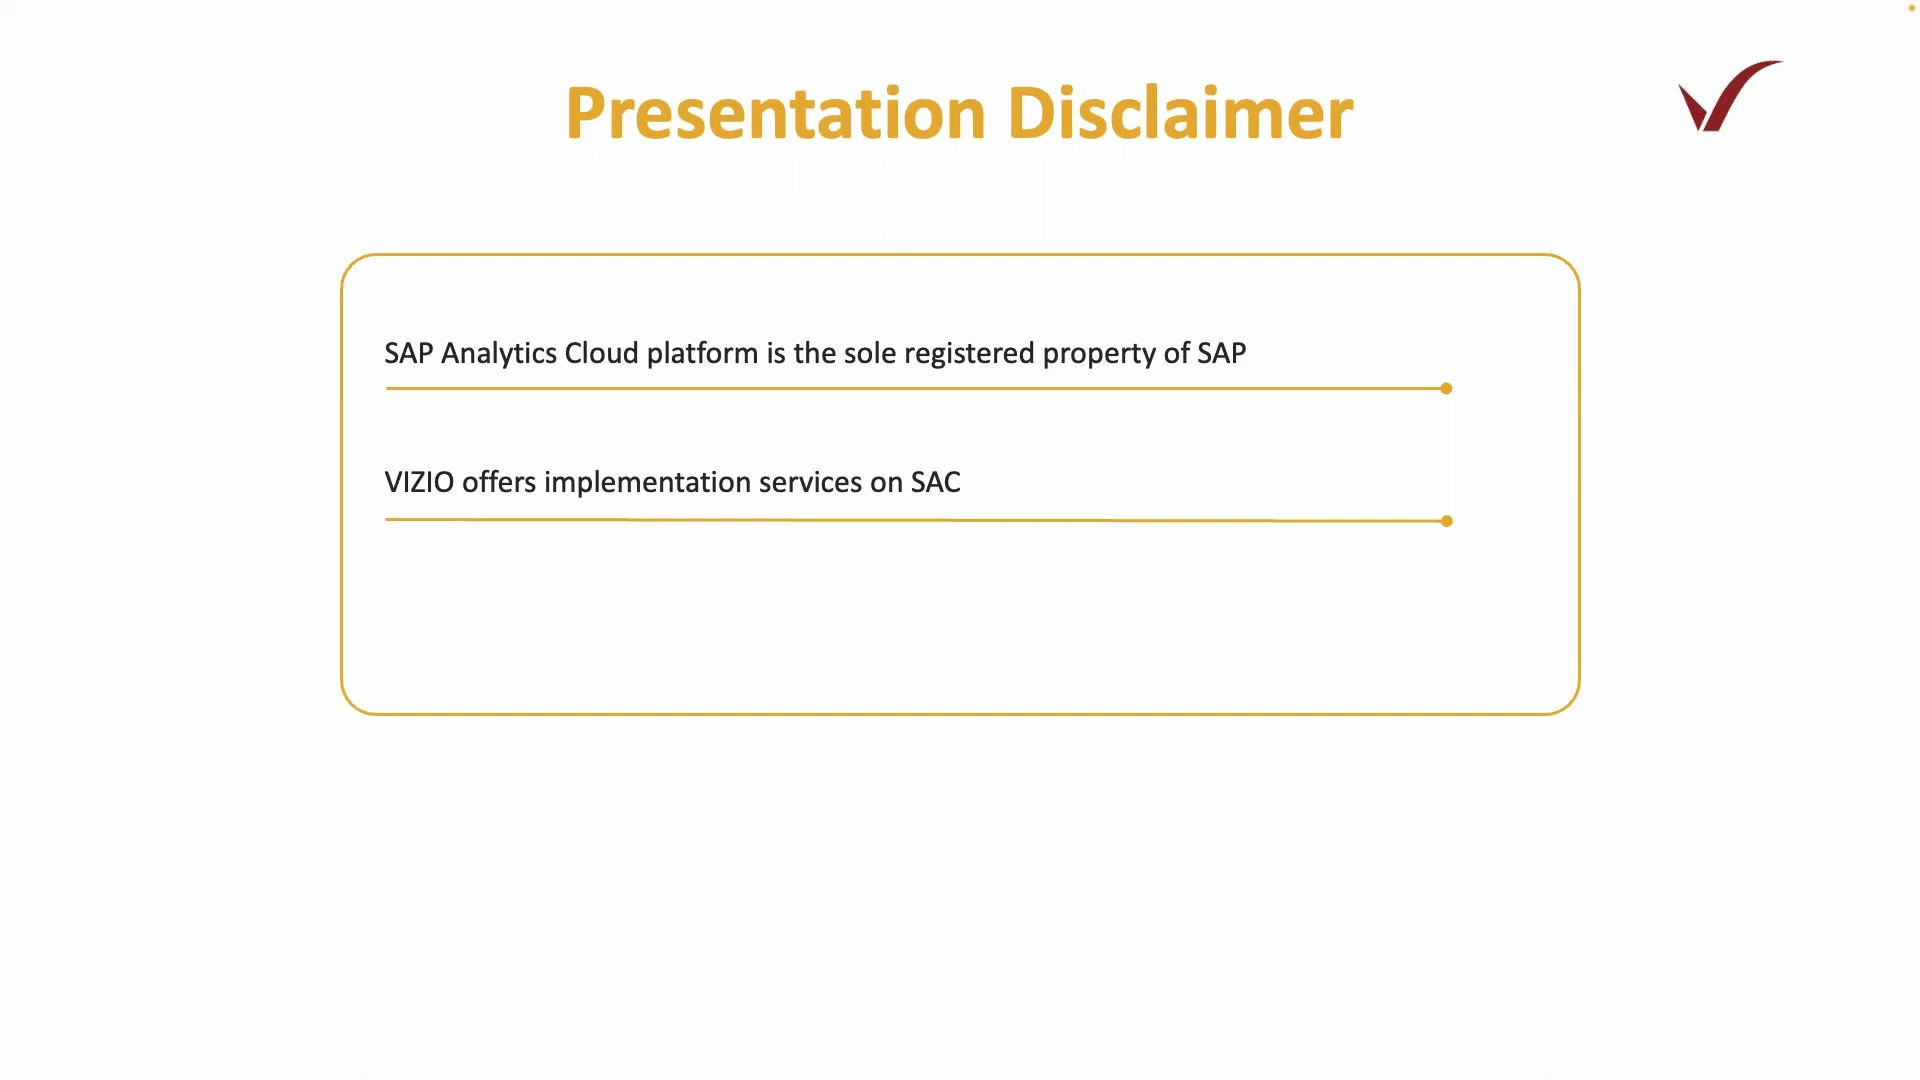 Presentation Disclaimer
SAP Analytics Cloud platform is the sole registered property of SAP
VIZIO offers implementation services on SAC